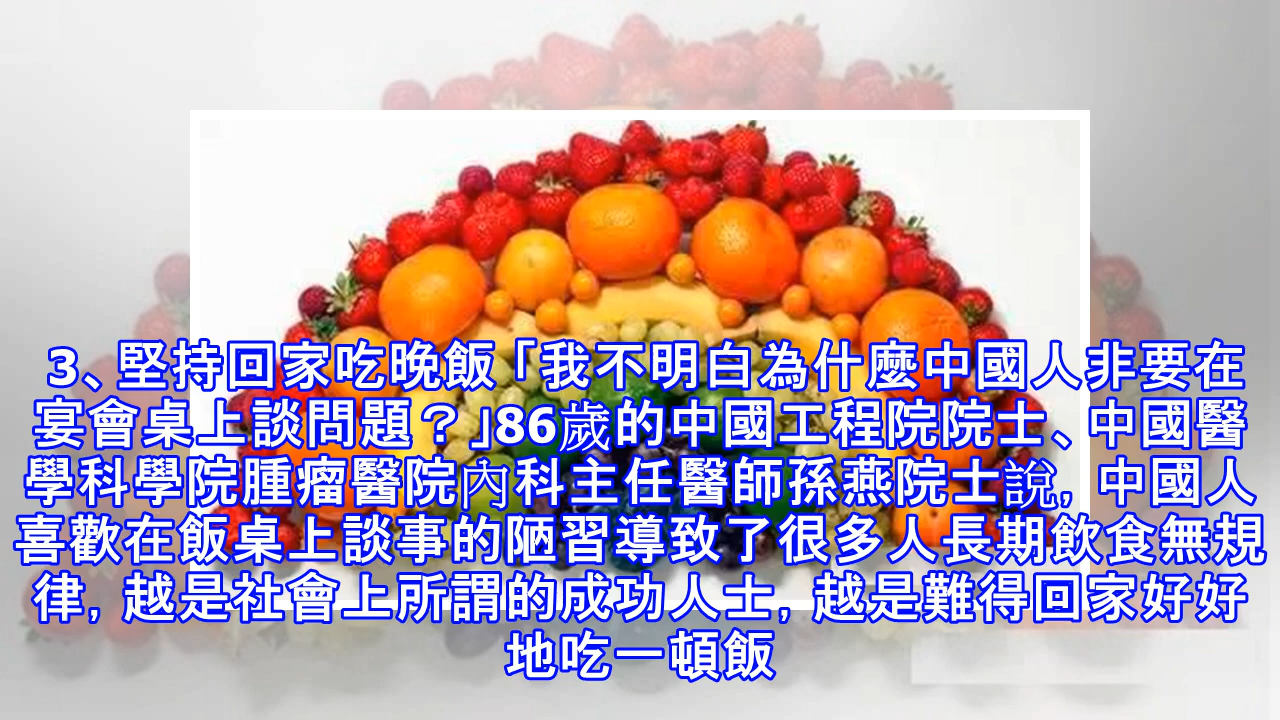 3、堅持回家吃晚飯「我不明白為什麼中國人非要在
宴會桌上談問題？」86歲的中國工程院院士、中國醫
學科學院腫瘤醫院內科主任醫師孫燕院士說, 中國人
喜歡在飯桌上談事的陋習導致了很多人長期飲食無規
律, 越是社會上所謂的成功人士, 越是難得回家好好
地吃一頓飯